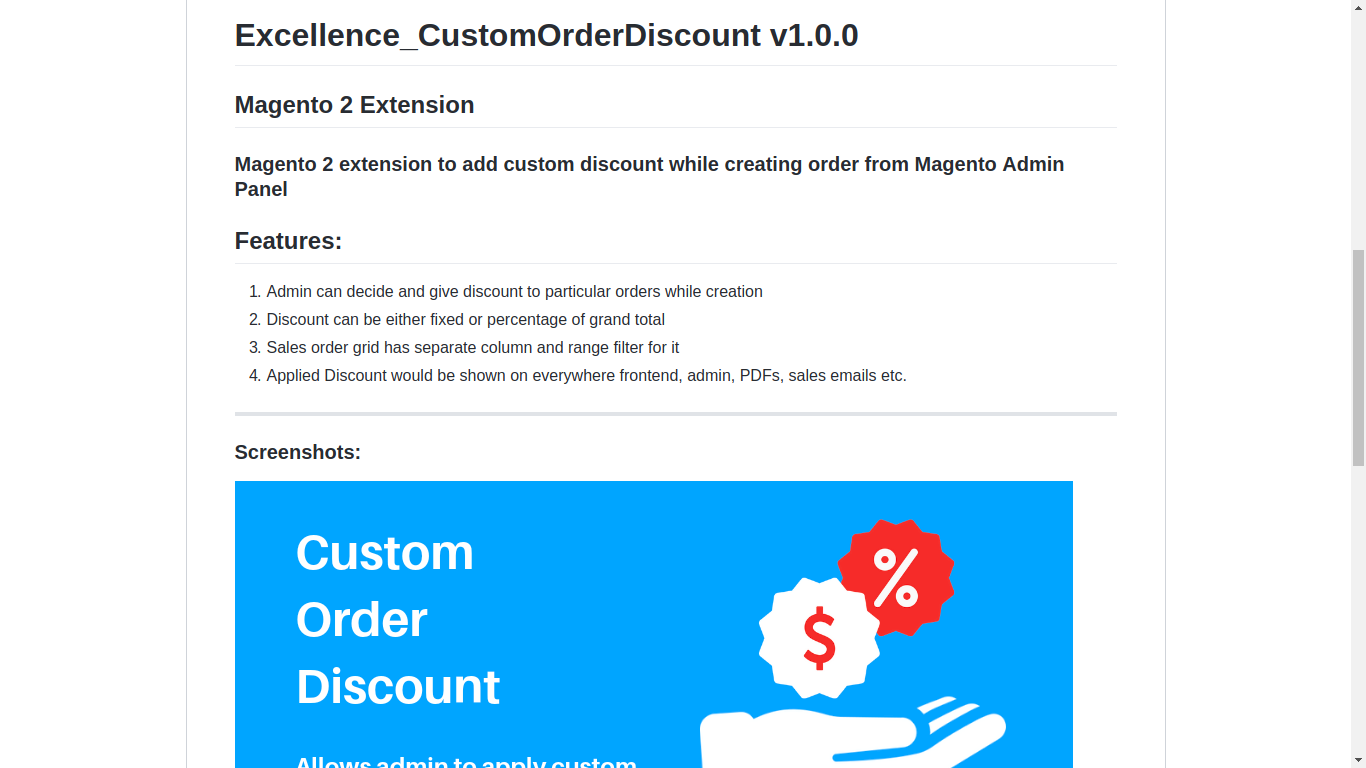 Excellence_CustomOrderDiscount v1.0.0
Magento 2 Extension
Magento 2 extension to add custom discount while creating order from Magento Admin
Panel
Features:
1. Admin can decide and give discount to particular orders while creation
2. Discount can be either fixed or percentage of grand total
3. Sales order grid has separate column and range filter for it
4. Applied Discount would be shown on everywhere frontend, admin, PDFs, sales emails etc.
Screenshots:
Custom
Order
Discount
%
$
Allows admin to apply custom